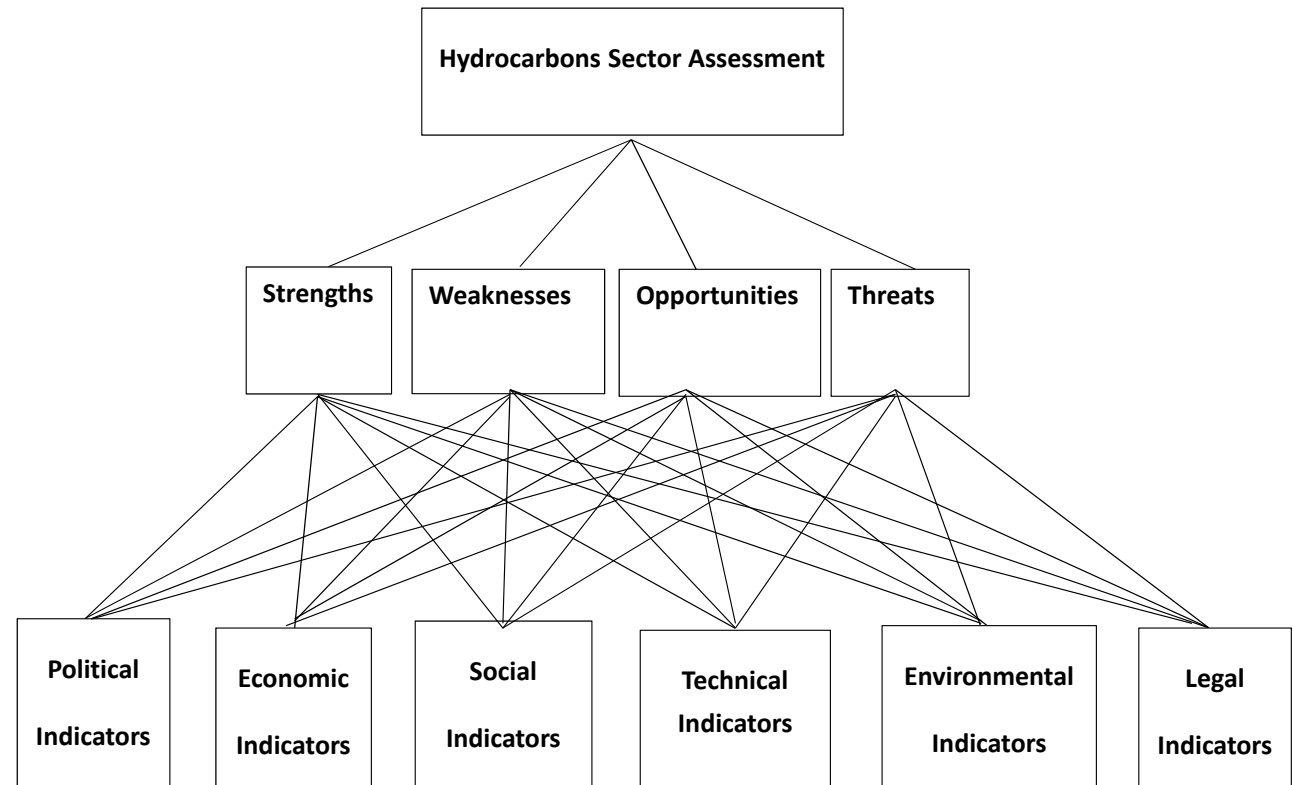 Hydrocarbons Sector Assessment
Strengths
Weaknesses
Opportunities
Threats
Political
Indicators
Economic
Indicators
Social
Indicators
Technical
Indicators
Environmental
Indicators
Legal
Indicators